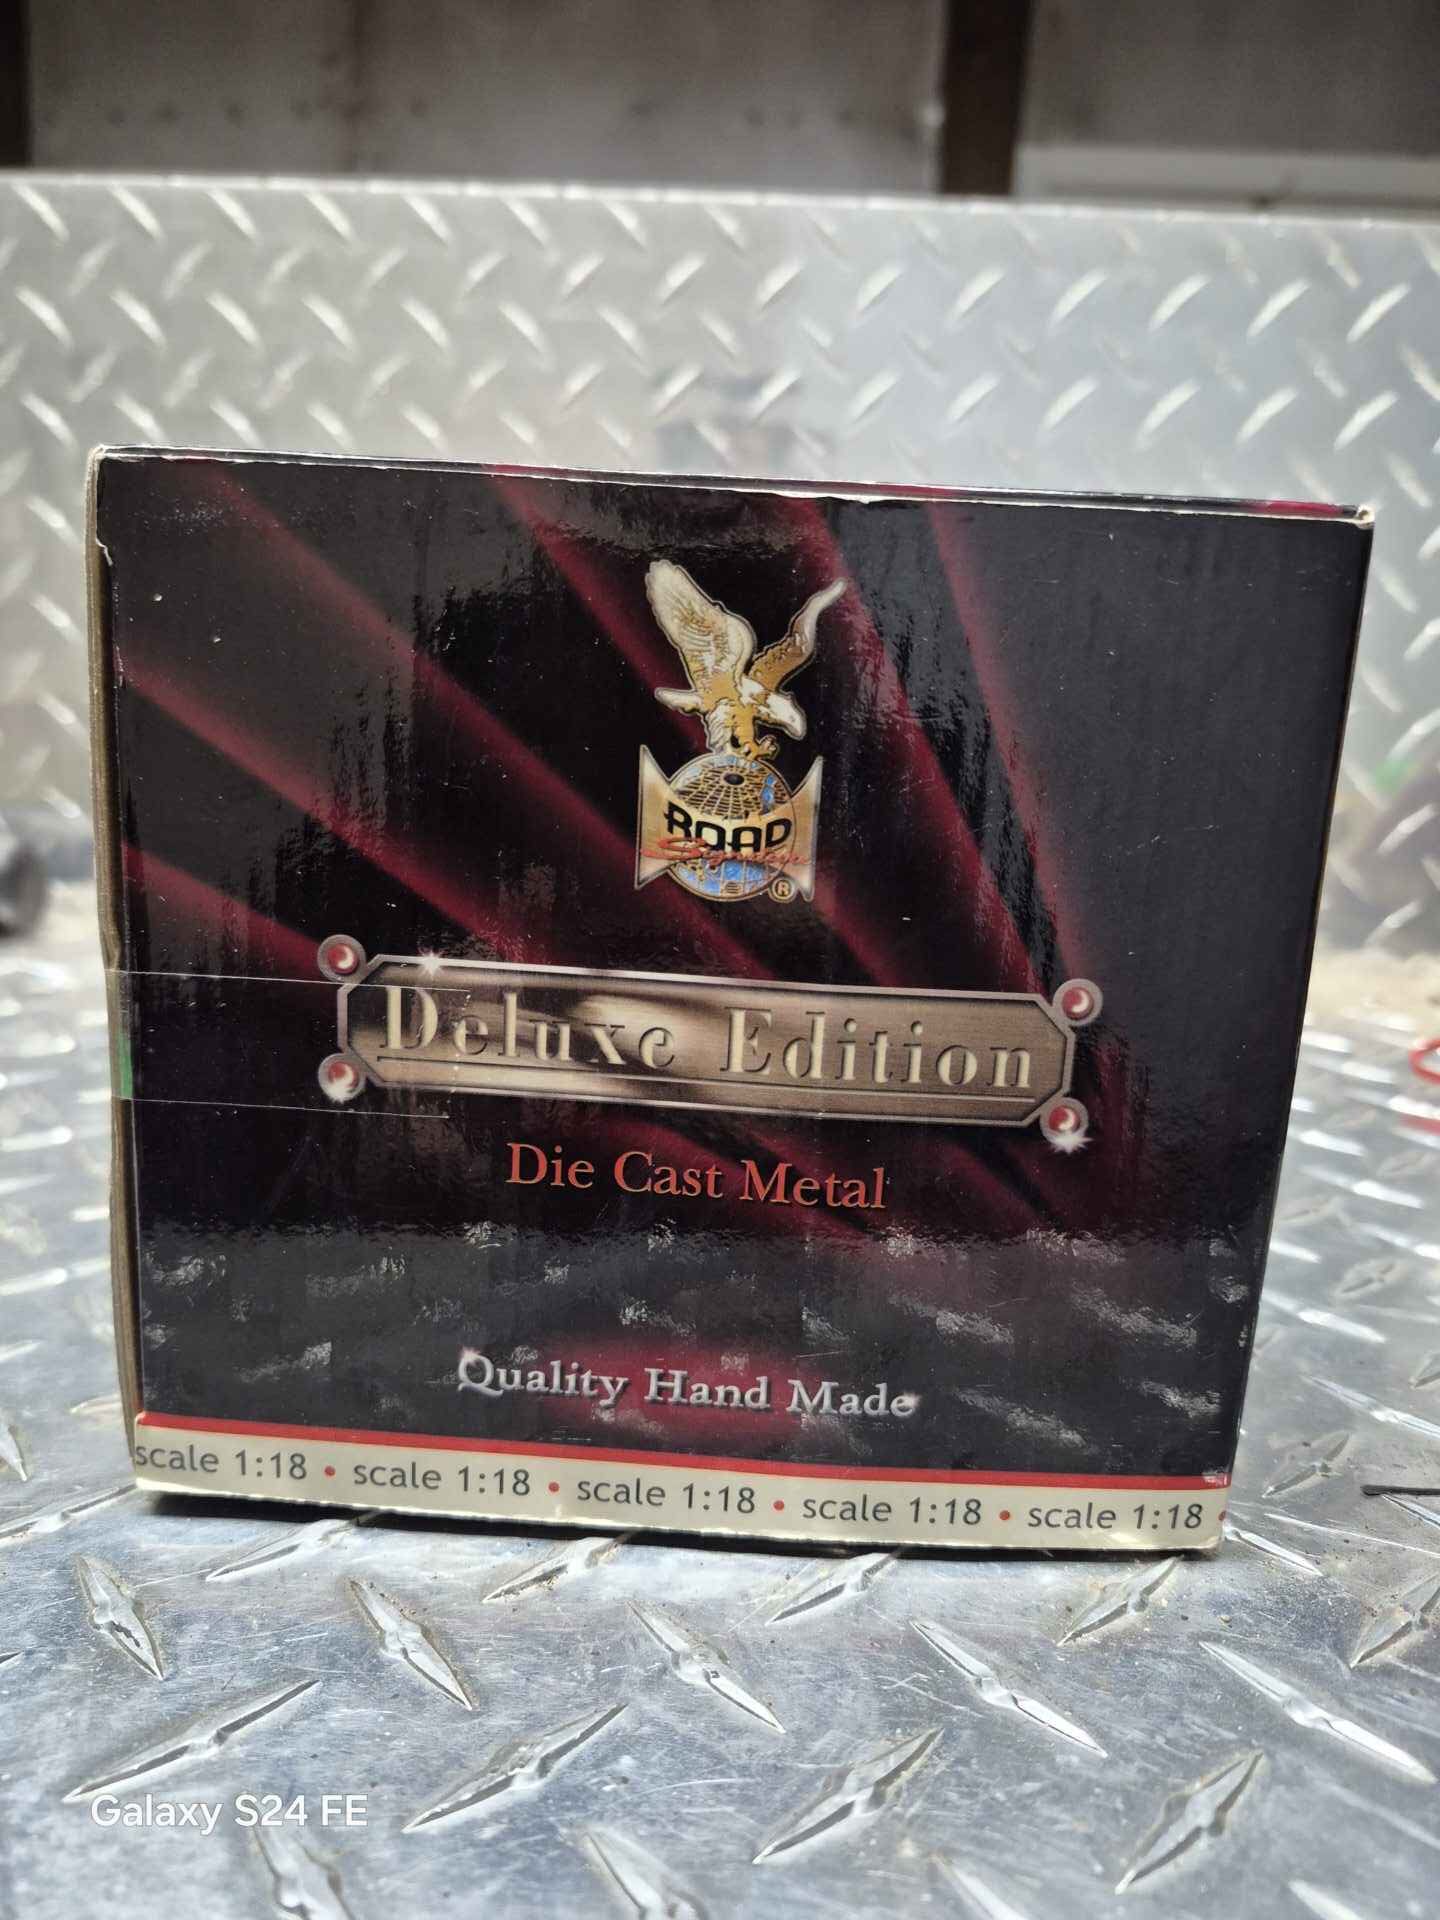 ROAD
Signature
®
Deluxe Edition
Die Cast Metal
Quality Hand Made
scale 1:18 • scale 1:18 • scale 1:18 • scale 1:18 • scale 1:18 •
Galaxy S24 FE